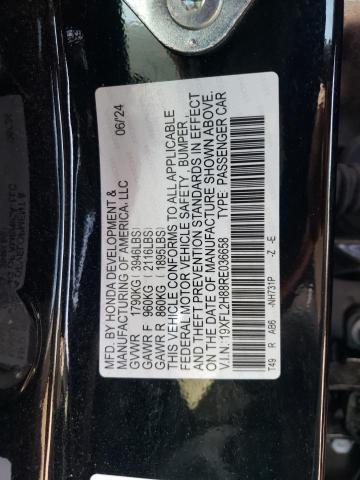 MFD. BY HONDA DEVELOPMENT & 06/'24
MANUFACTURING OF AMERICA, LLC
GVWR 1790KG ( 3946LBS)
GAWR F 960KG ( 2116LBS)
GAWR R 860KG ( 1895LBS)
THIS VEHICLE CONFORMS TO ALL APPLICABLE
FEDERAL MOTOR VEHICLE SAFETY, BUMPER,
AND THEFT PREVENTION STANDARDS IN EFFECT
ON THE DATE OF MANUFACTURE SHOWN ABOVE.
V.I.N.:19XFL2H88RE036658 TYPE: PASSENGER CAR
T49 R AB9 -NH731P -Z -E